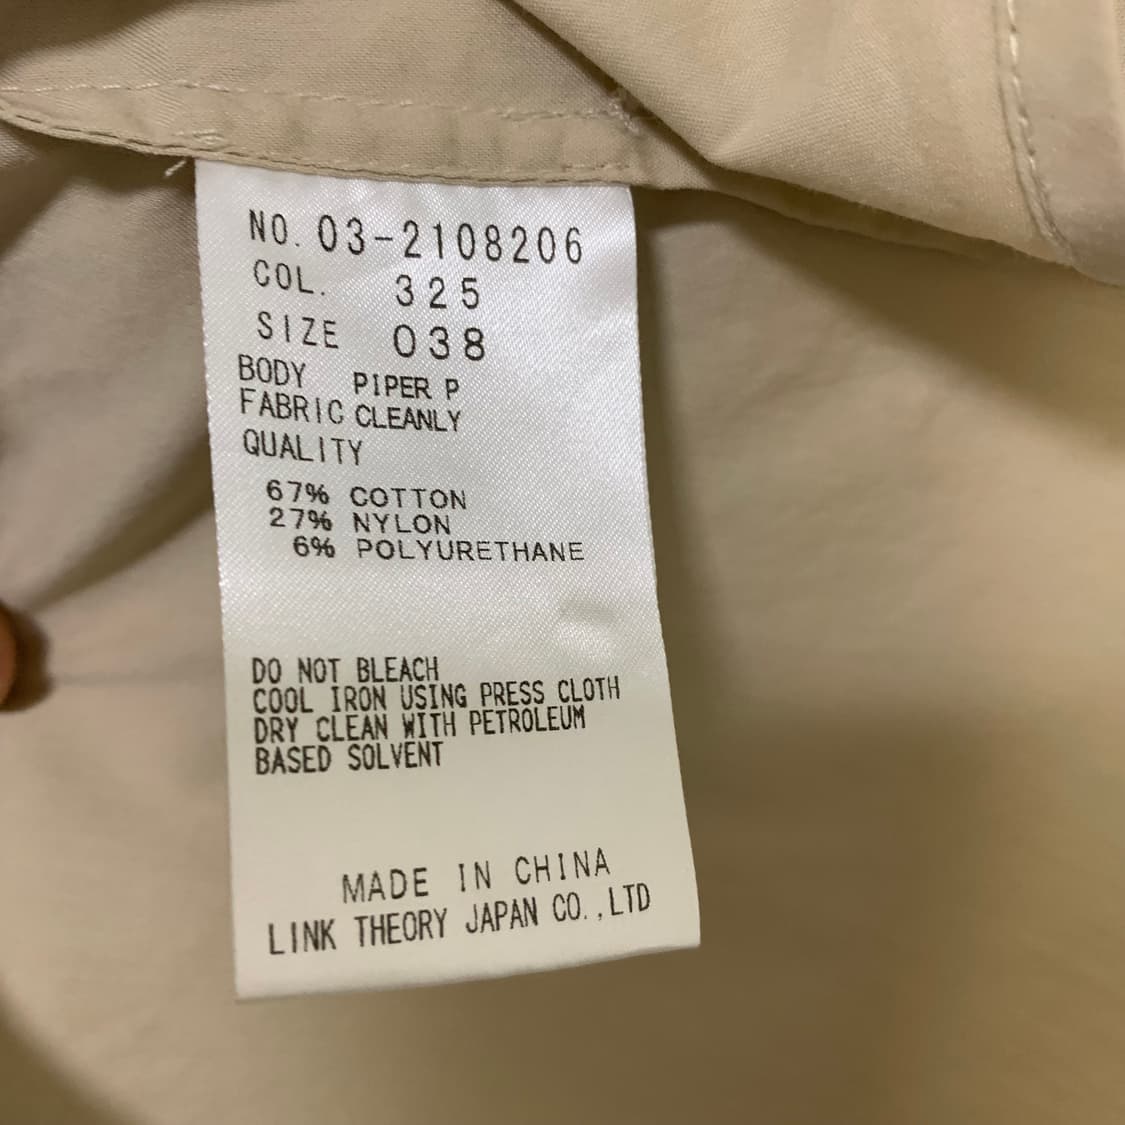 NO. 03-2108206
COL. 325
SIZE 038
BODY PIPER P
FABRIC CLEANLY
QUALITY
67% COTTON
27% NYLON
6% POLYURETHANE
DO NOT BLEACH
COOL IRON USING PRESS CLOTH
DRY CLEAN WITH PETROLEUM
BASED SOLVENT
MADE IN CHINA
LINK THEORY JAPAN CO.,LTD